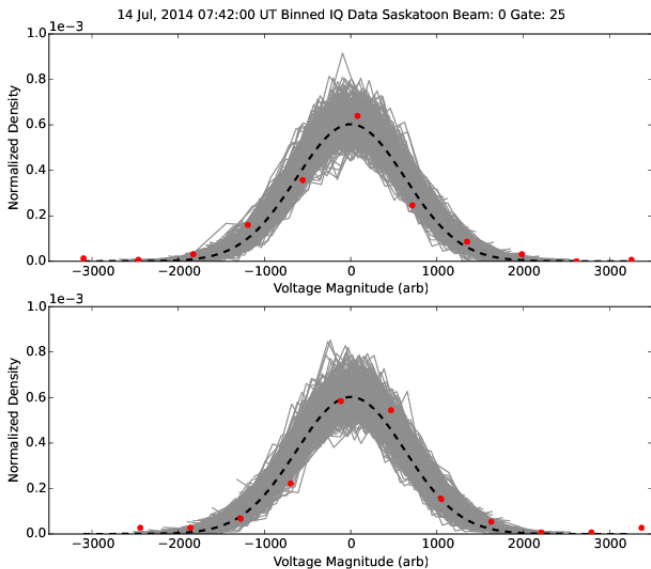 14 Jul, 2014 07:42:00 UT Binned IQ Data Saskatoon Beam: 0 Gate: 25
1e−3
1.0
0.8
0.6
0.4
0.2
0.0
Normalized Density
−3000 −2000 −1000 0 1000 2000 3000
Voltage Magnitude (arb)
1e−3
1.0
0.8
0.6
0.4
0.2
0.0
Normalized Density
−3000 −2000 −1000 0 1000 2000 3000
Voltage Magnitude (arb)